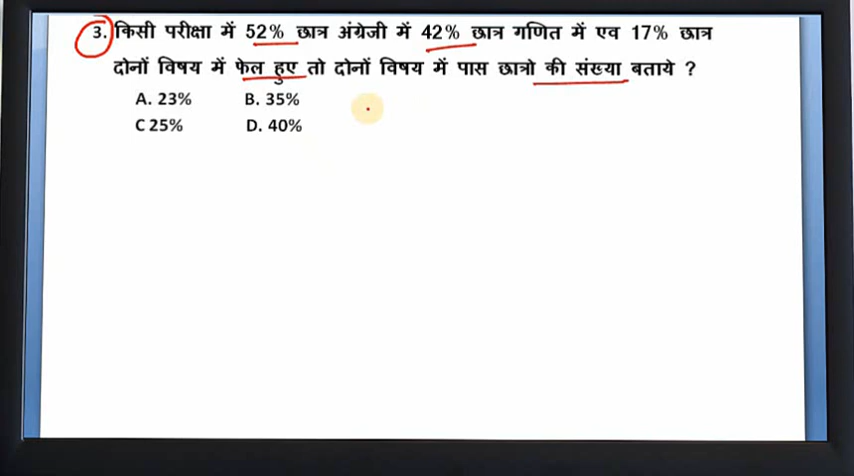 3. किसी परीक्षा में 52% छात्र अंग्रेजी में 42% छात्र गणित में एव 17% छात्र
दोनों विषय में फेल हुए तो दोनों विषय में पास छात्रो की संख्या बताये ?
A. 23% B. 35%
C 25% D. 40%